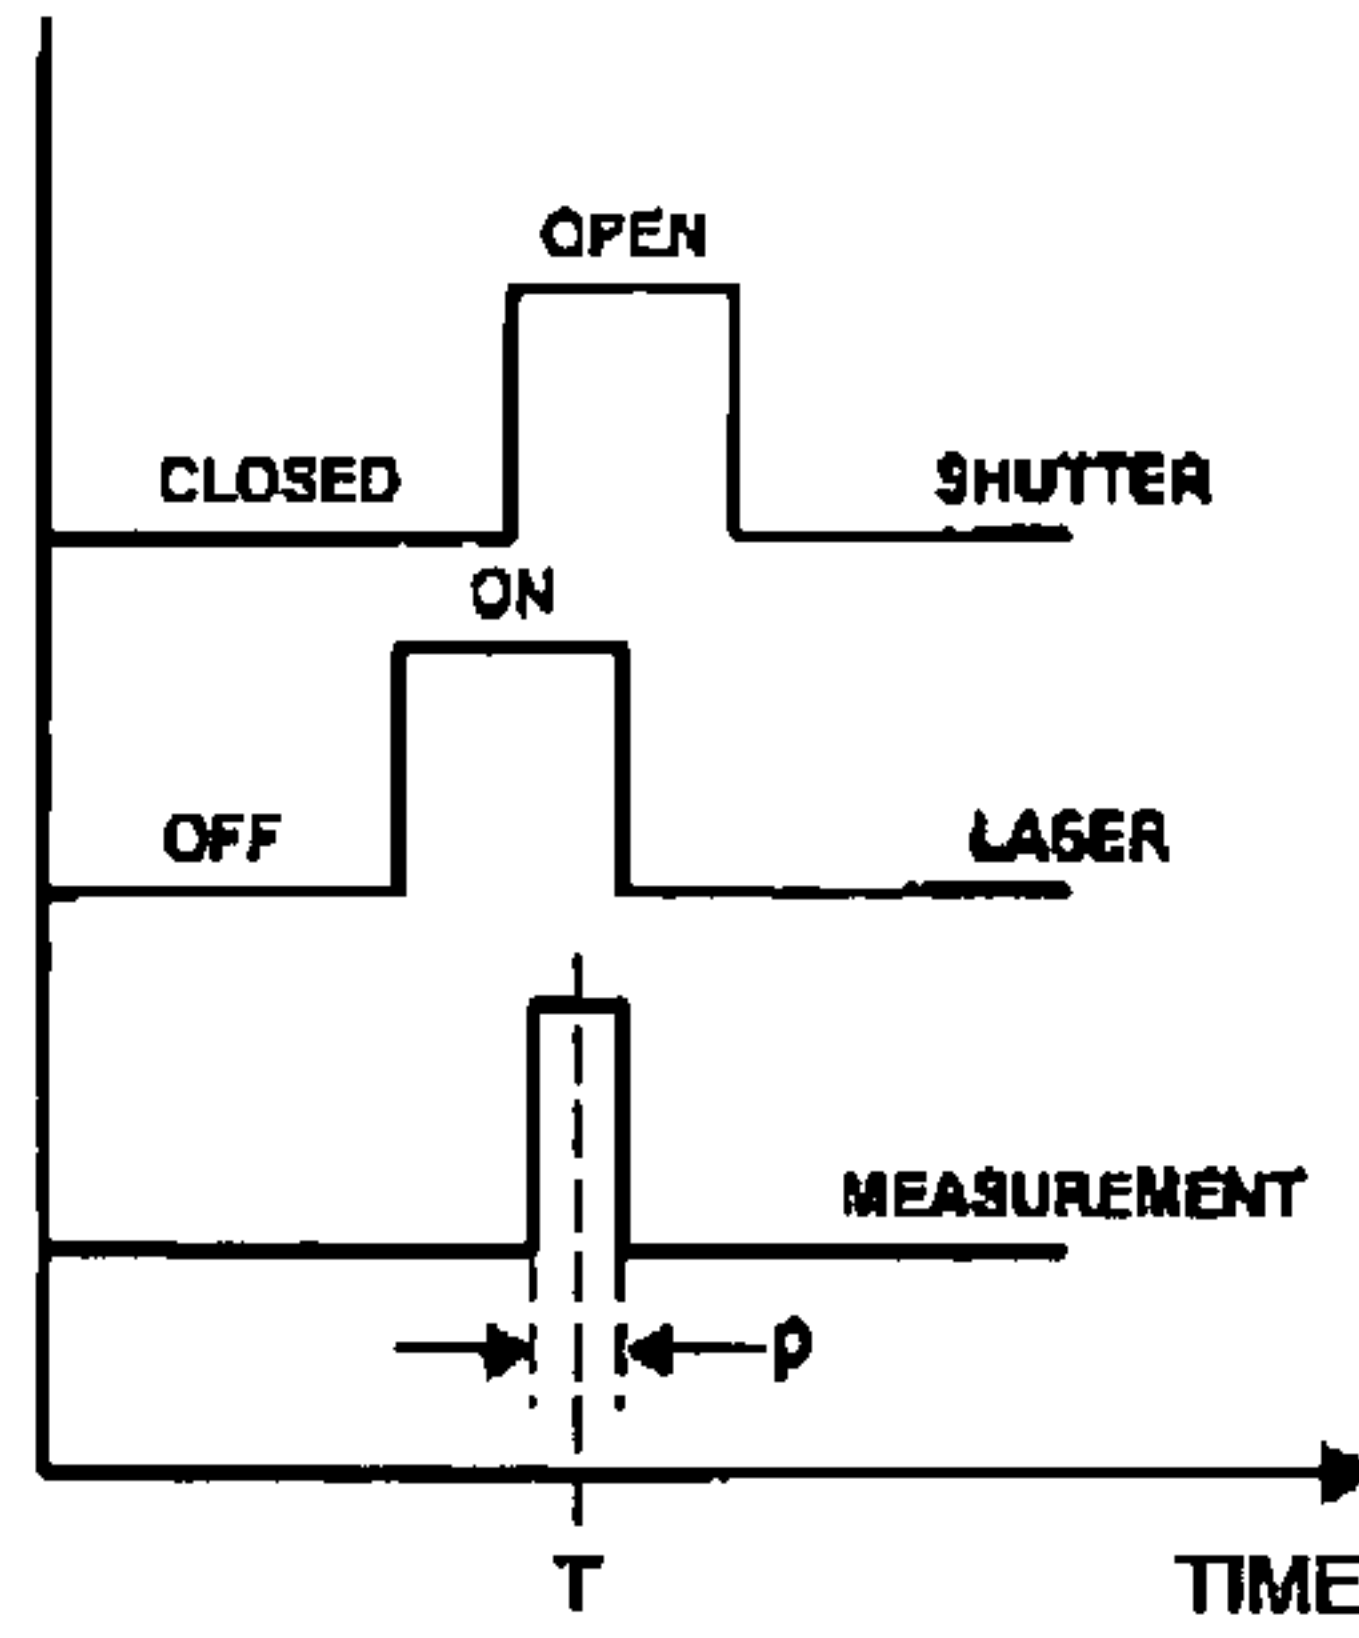 OPEN
CLOSED SHUTTER
ON
OFF LASER
MEASUREMENT
p
T TIME